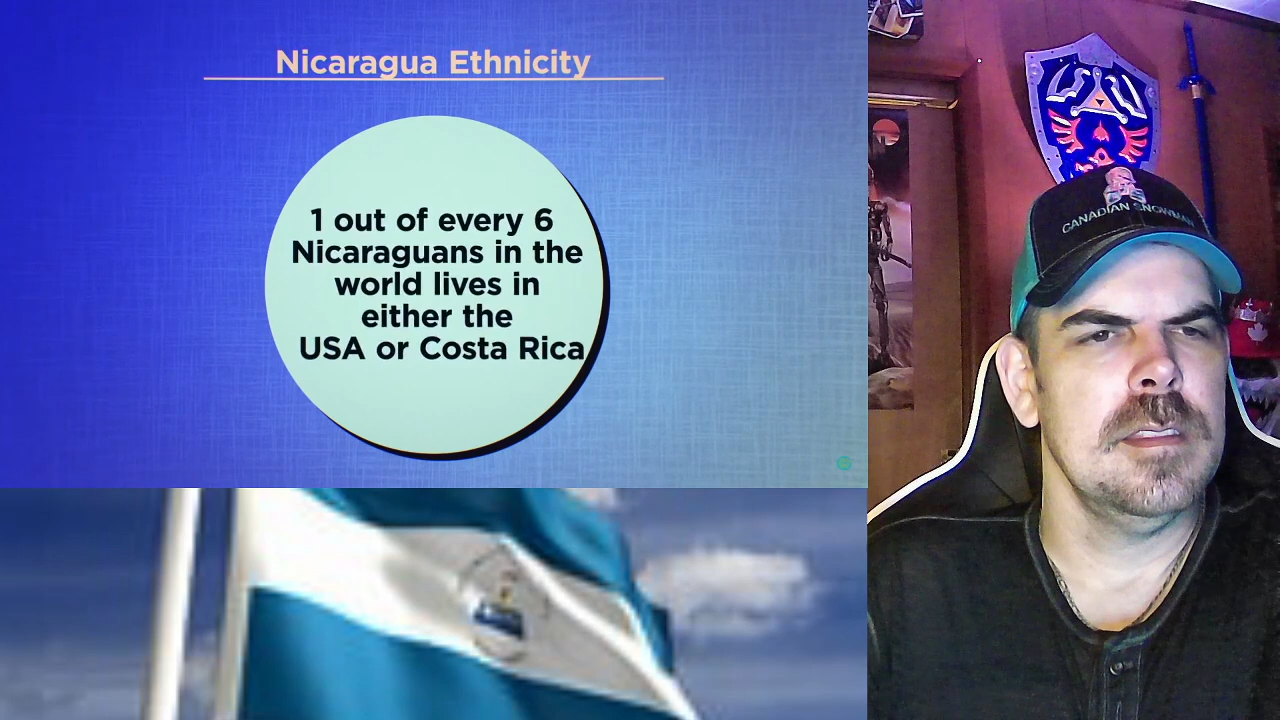 Nicaragua Ethnicity
1 out of every 6
Nicaraguans in the
world lives in
either the
USA or Costa Rica
CANADIAN SNOWMAN